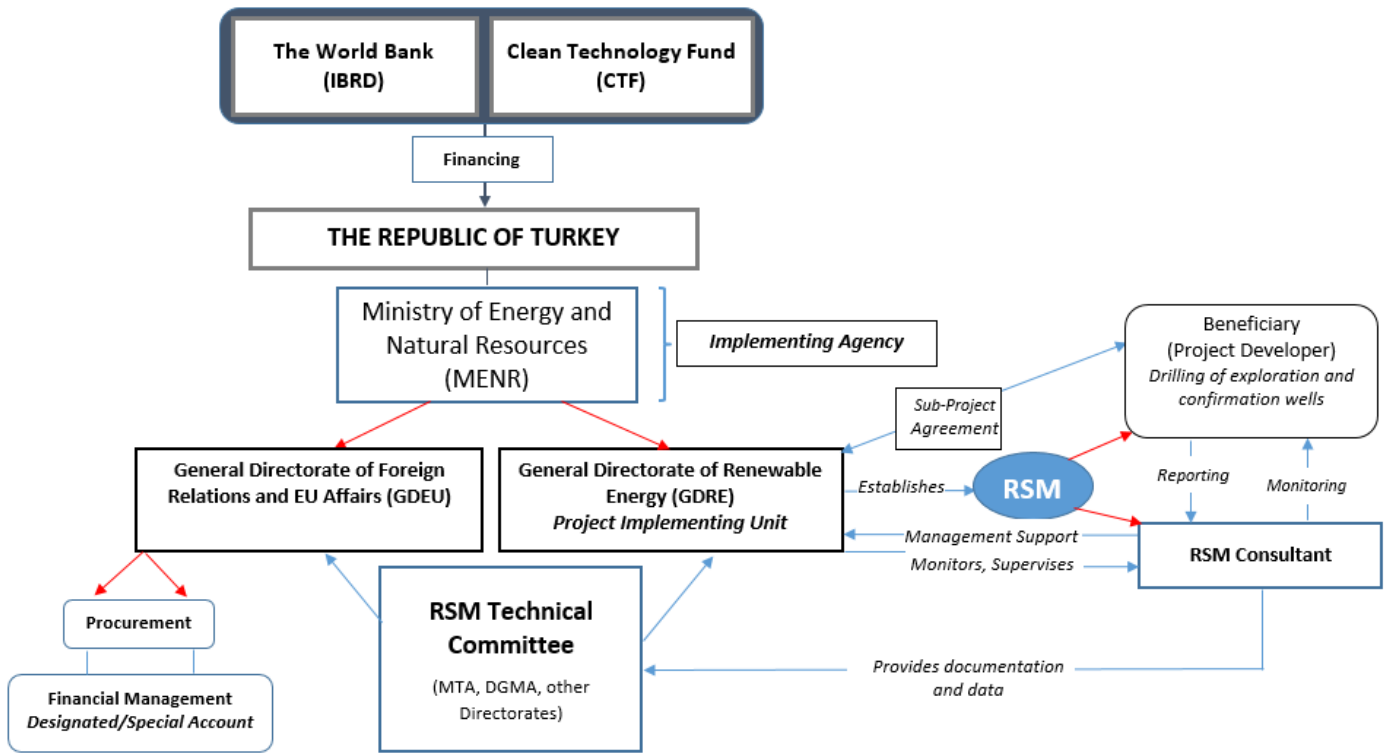 The World Bank
(IBRD)
Clean Technology Fund
(CTF)
Financing
THE REPUBLIC OF TURKEY
Ministry of Energy and
Natural Resources
(MENR)
Implementing Agency
Beneficiary
(Project Developer)
Drilling of exploration and
confirmation wells
Sub-Project
Agreement
General Directorate of Foreign
Relations and EU Affairs (GDEU)
General Directorate of Renewable
Energy (GDRE)
Project Implementing Unit
Establishes
RSM
Reporting
Monitoring
Management Support
Monitors, Supervises
RSM Consultant
Procurement
Financial Management
Designated/Special Account
RSM Technical
Committee
(MTA, DGMA, other
Directorates)
Provides documentation
and data